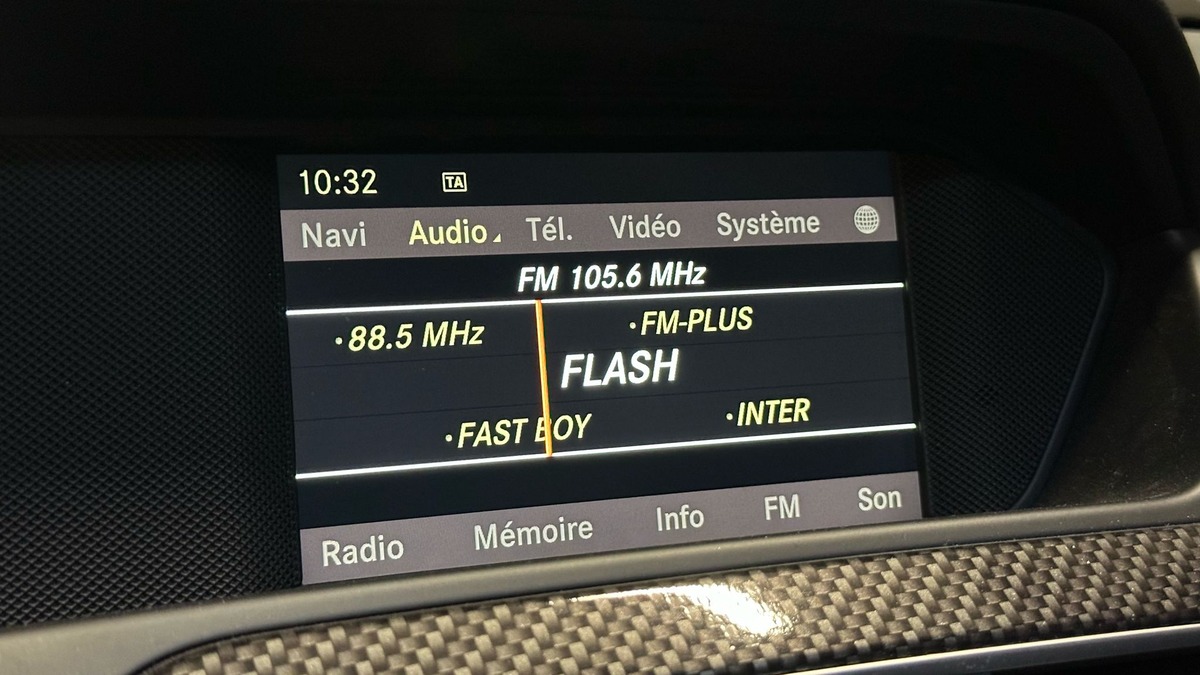 10:32 TA
Navi Audio Tél. Vidéo Système
FM 105.6 MHz
·88.5 MHz ·FM-PLUS
FLASH
·FAST BOY ·INTER
Radio Mémoire Info FM Son